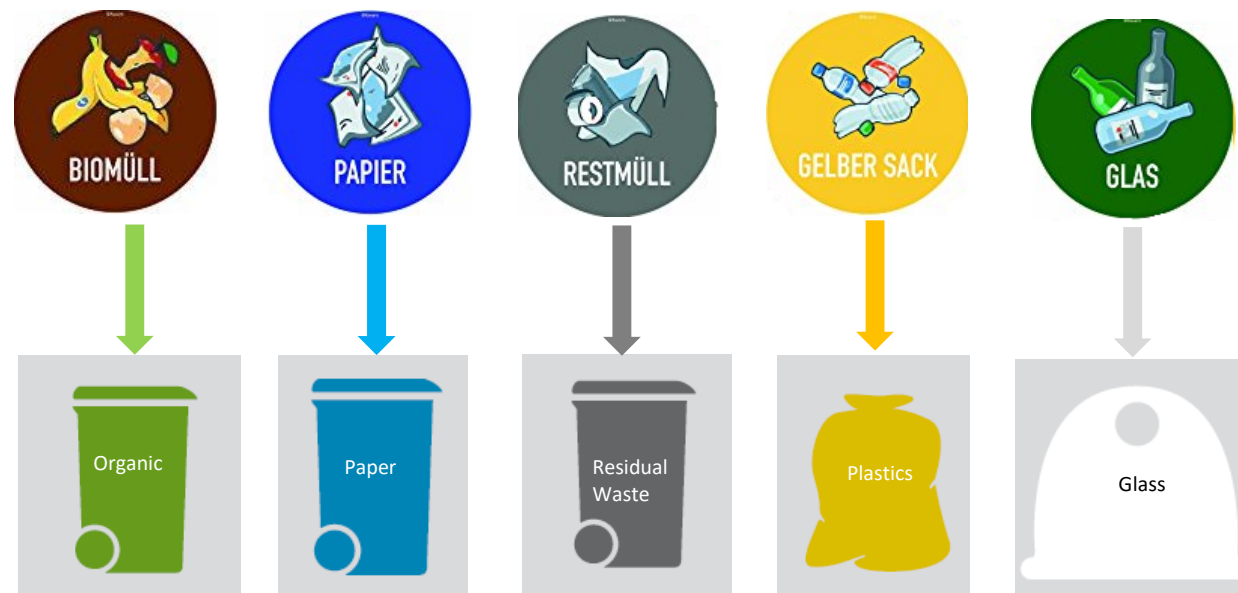 BIOMÜLL
PAPIER
RESTMÜLL
GELBER SACK
GLAS
Organic
Paper
Residual
Waste
Plastics
Glass